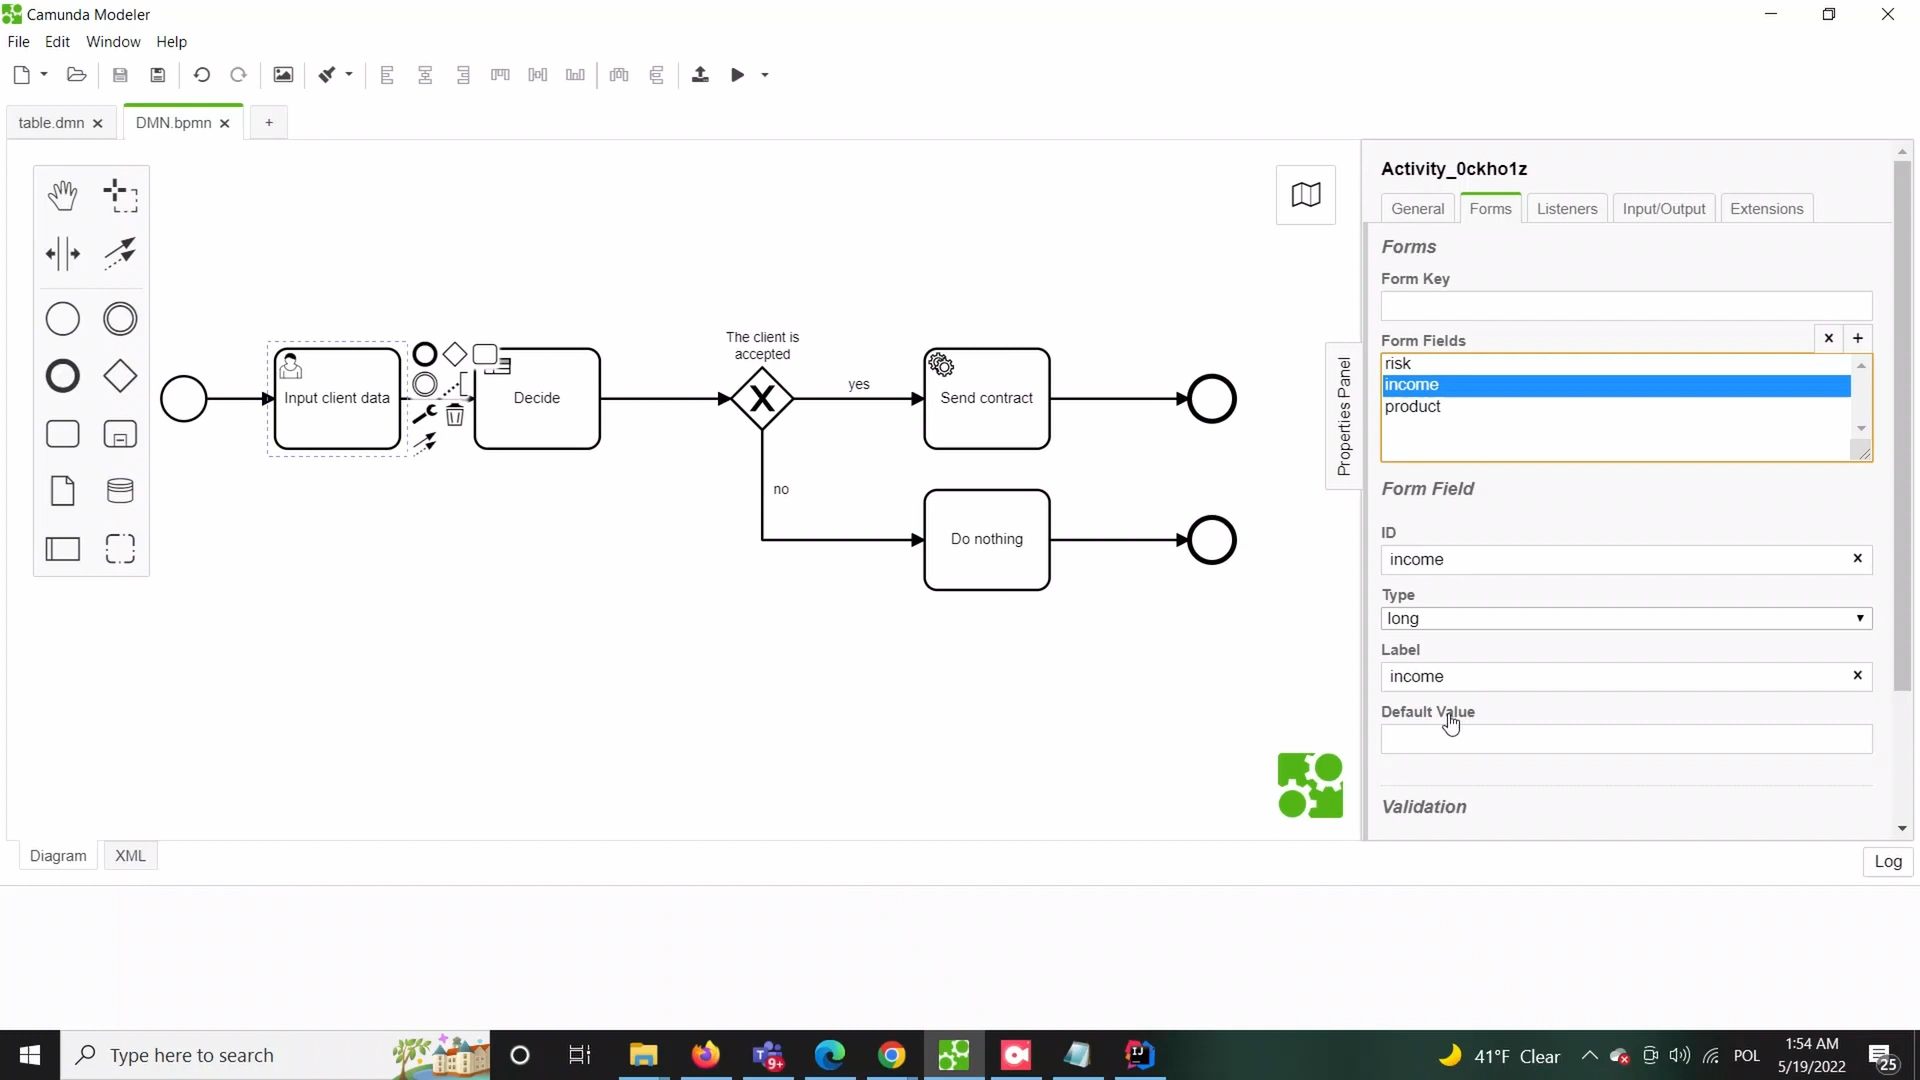 Camunda Modeler
File Edit Window Help
table.dmn
DMN.bpmn
+
Input client data
Decide
The client is
accepted
yes
no
Send contract
Do nothing
Properties Panel
Activity_0ckho1z
General
Forms
Listeners
Input/Output
Extensions
Forms
Form Key
Form Fields
risk
income
product
Form Field
ID
income
Type
long
Label
income
Default Value
Validation
Diagram
XML
Log
Type here to search
9+
41°F Clear
POL
1:54 AM
5/19/2022
25